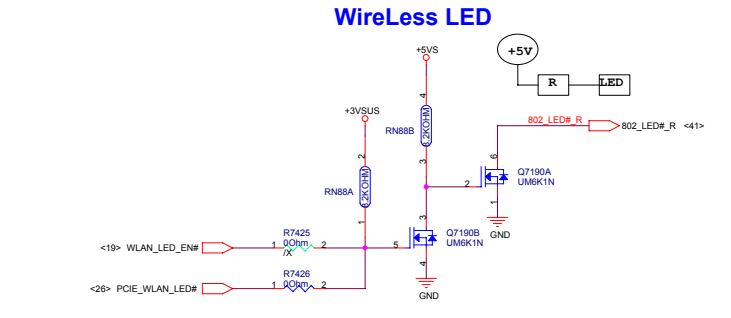 WireLess LED
+5VS
+5V
R
LED
+3VSUS
4
RN88B
8.2KOHM
3
802_LED#_R
802_LED#_R <41>
2
RN88A
8.2KOHM
1
6
2
Q7190A
UM6K1N
1
GND
R7425
0Ohm
/X
<19> WLAN_LED_EN#
1
2
3
5
Q7190B
UM6K1N
4
GND
R7426
0Ohm
<26> PCIE_WLAN_LED#
1
2